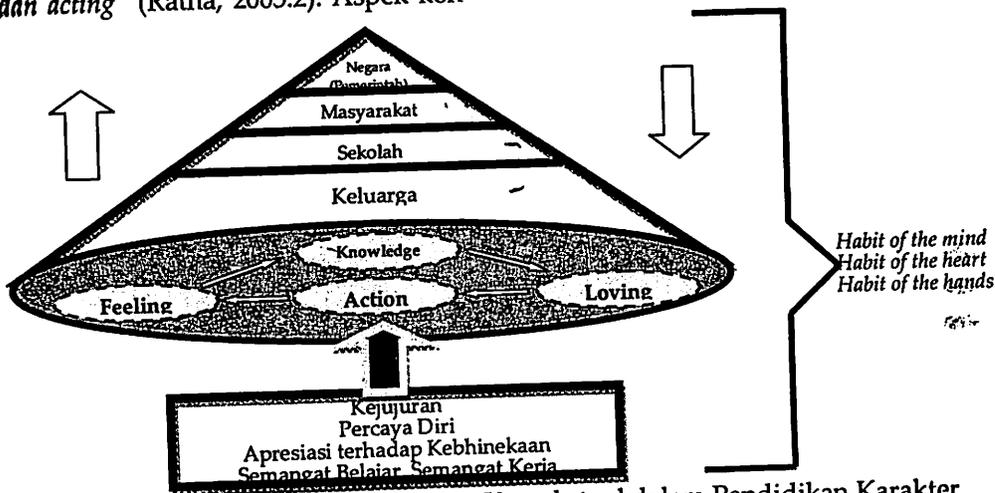 dan acting" (Ratna, 2005:2). Aspek
Negara
(Pemerintah)
Masyarakat
Sekolah
Keluarga
Knowledge
Feeling
Action
Loving
Habit of the mind
Habit of the heart
Habit of the hands
Kejujuran
Percaya Diri
Apresiasi terhadap Kebhinekaan
Semangat Belajar, Semangat Kerja
Pendidikan Karakter